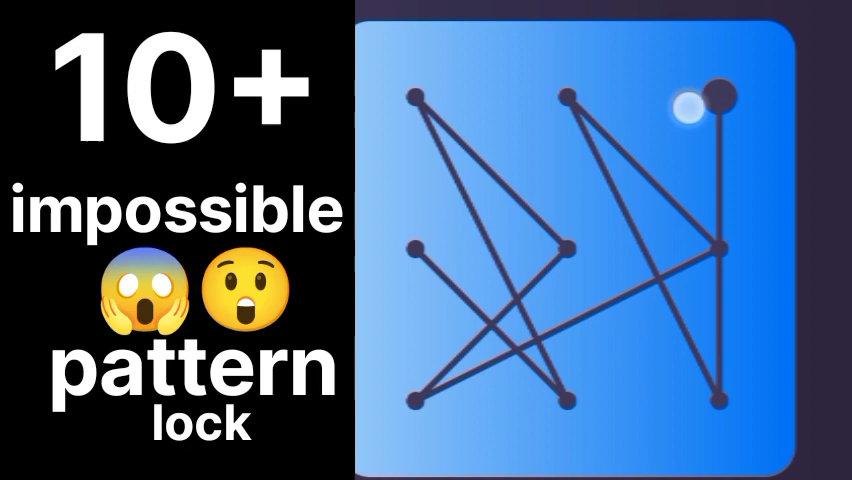 10+
impossible
😱😲
pattern
lock